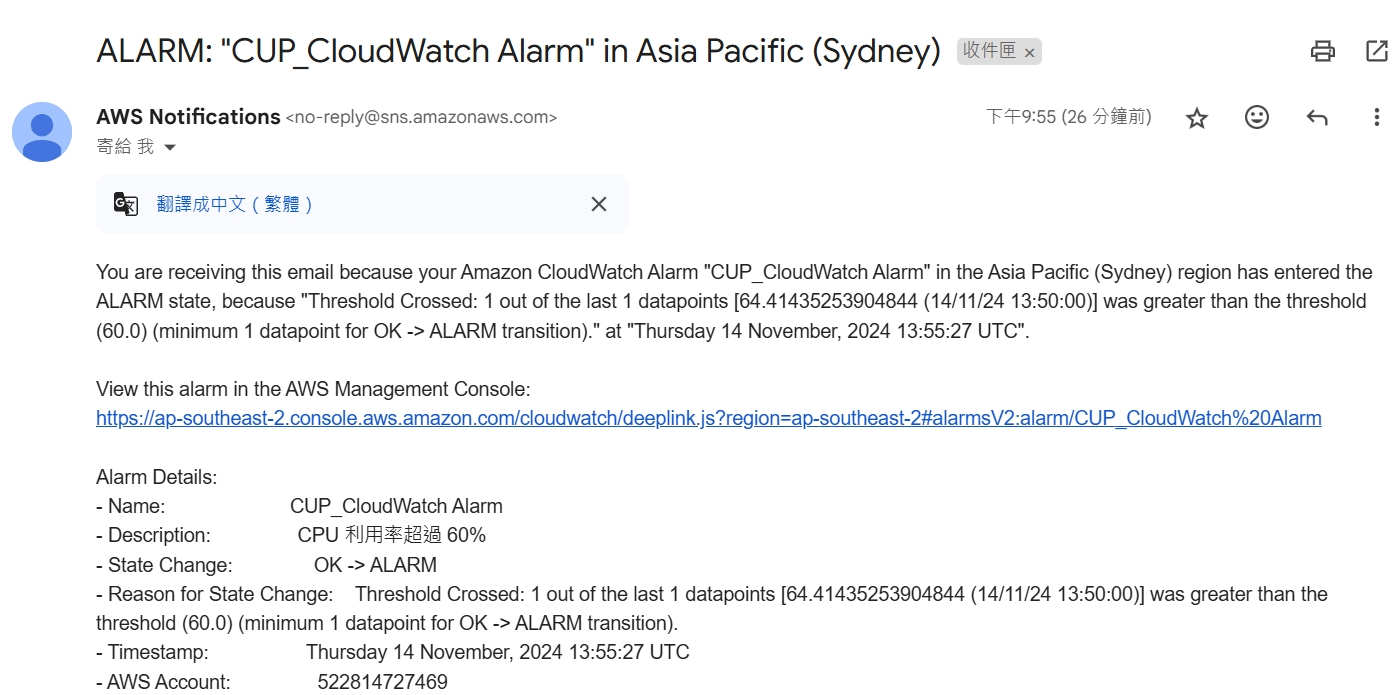 ALARM: "CUP_CloudWatch Alarm" in Asia Pacific (Sydney) 收件匣 ×
AWS Notifications <no-reply@sns.amazonaws.com> 下午9:55 (26 分鐘前)
寄給 我
翻譯成中文 ( 繁體 )
You are receiving this email because your Amazon CloudWatch Alarm "CUP_CloudWatch Alarm" in the Asia Pacific (Sydney) region has entered the
ALARM state, because "Threshold Crossed: 1 out of the last 1 datapoints [64.41435253904844 (14/11/24 13:50:00)] was greater than the threshold
(60.0) (minimum 1 datapoint for OK -> ALARM transition)." at "Thursday 14 November, 2024 13:55:27 UTC".
View this alarm in the AWS Management Console:
https://ap-southeast-2.console.aws.amazon.com/cloudwatch/deeplink.js?region=ap-southeast-2#alarmsV2:alarm/CUP_CloudWatch%20Alarm
Alarm Details:
- Name: CUP_CloudWatch Alarm
- Description: CPU 利用率超過 60%
- State Change: OK -> ALARM
- Reason for State Change: Threshold Crossed: 1 out of the last 1 datapoints [64.41435253904844 (14/11/24 13:50:00)] was greater than the
threshold (60.0) (minimum 1 datapoint for OK -> ALARM transition).
- Timestamp: Thursday 14 November, 2024 13:55:27 UTC
- AWS Account: 522814727469